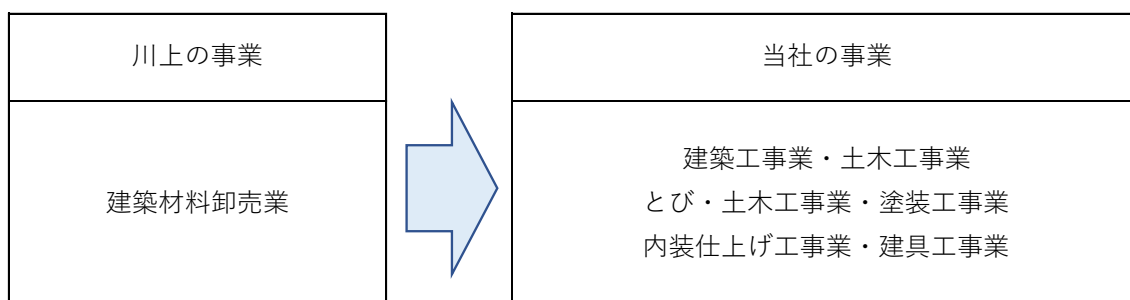 川上の事業
当社の事業
建築材料卸売業
建築工事業・土木工事業
とび・土木工事業・塗装工事業
内装仕上げ工事業・建具工事業